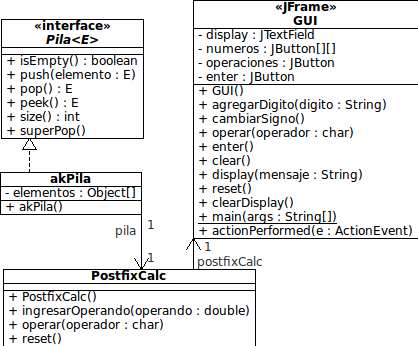 «interface»
Pila<E>
+ isEmpty() : boolean
+ push(elemento : E)
+ pop() : E
+ peek() : E
+ size() : int
+ superPop()
akPila
- elementos : Object[]
+ akPila()
pila
1
1
PostfixCalc
+ PostfixCalc()
+ ingresarOperando(operando : double)
+ operar(operador : char)
+ reset()
«JFrame»
GUI
- display : JTextField
- numeros : JButton[][]
- operaciones : JButton
- enter : JButton
+ GUI()
+ agregarDigito(digito : String)
+ cambiarSigno()
+ operar(operador : char)
+ enter()
+ clear()
+ display(mensaje : String)
+ reset()
+ clearDisplay()
+ main(args : String[])
+ actionPerformed(e : ActionEvent)
1
postfixCalc